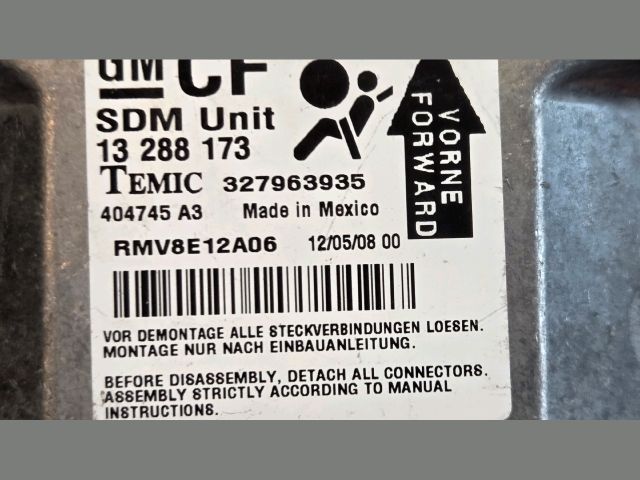 GM CF
SDM Unit
13 288 173
TEMIC 327963935
404745 A3 Made in Mexico
RMV8E12A06 12/05/08 00
VORNE
FORWARD
VOR DEMONTAGE ALLE STECKVERBINDUNGEN LOESEN.
MONTAGE NUR NACH EINBAUANLEITUNG.
BEFORE DISASSEMBLY, DETACH ALL CONNECTORS.
ASSEMBLY STRICTLY ACCORDING TO MANUAL
INSTRUCTIONS.